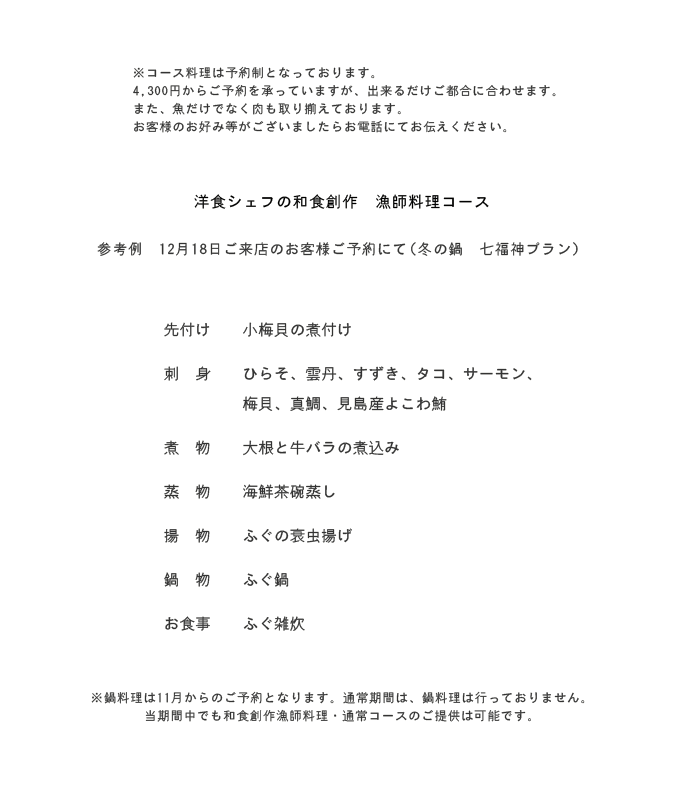 ※コース料理は予約制となっております。
4,300円からご予約を承っていますが、出来るだけご都合に合わせます。
また、魚だけでなく肉も取り揃えております。
お客様のお好み等がございましたらお電話にてお伝えください。
洋食シェフの和食創作　漁師料理コース
参考例　12月18日ご来店のお客様ご予約にて(冬の鍋　七福神プラン)
先付け　小梅貝の煮付け
刺　身　ひらそ、雲丹、すずき、タコ、サーモン、
梅貝、真鯛、見島産よこわ鮪
煮　物　大根と牛バラの煮込み
蒸　物　海鮮茶碗蒸し
揚　物　ふぐの蓑虫揚げ
鍋　物　ふぐ鍋
お食事　ふぐ雑炊
※鍋料理は11月からのご予約となります。通常期間は、鍋料理は行っておりません。
当期間中でも和食創作漁師料理・通常コースのご提供は可能です。